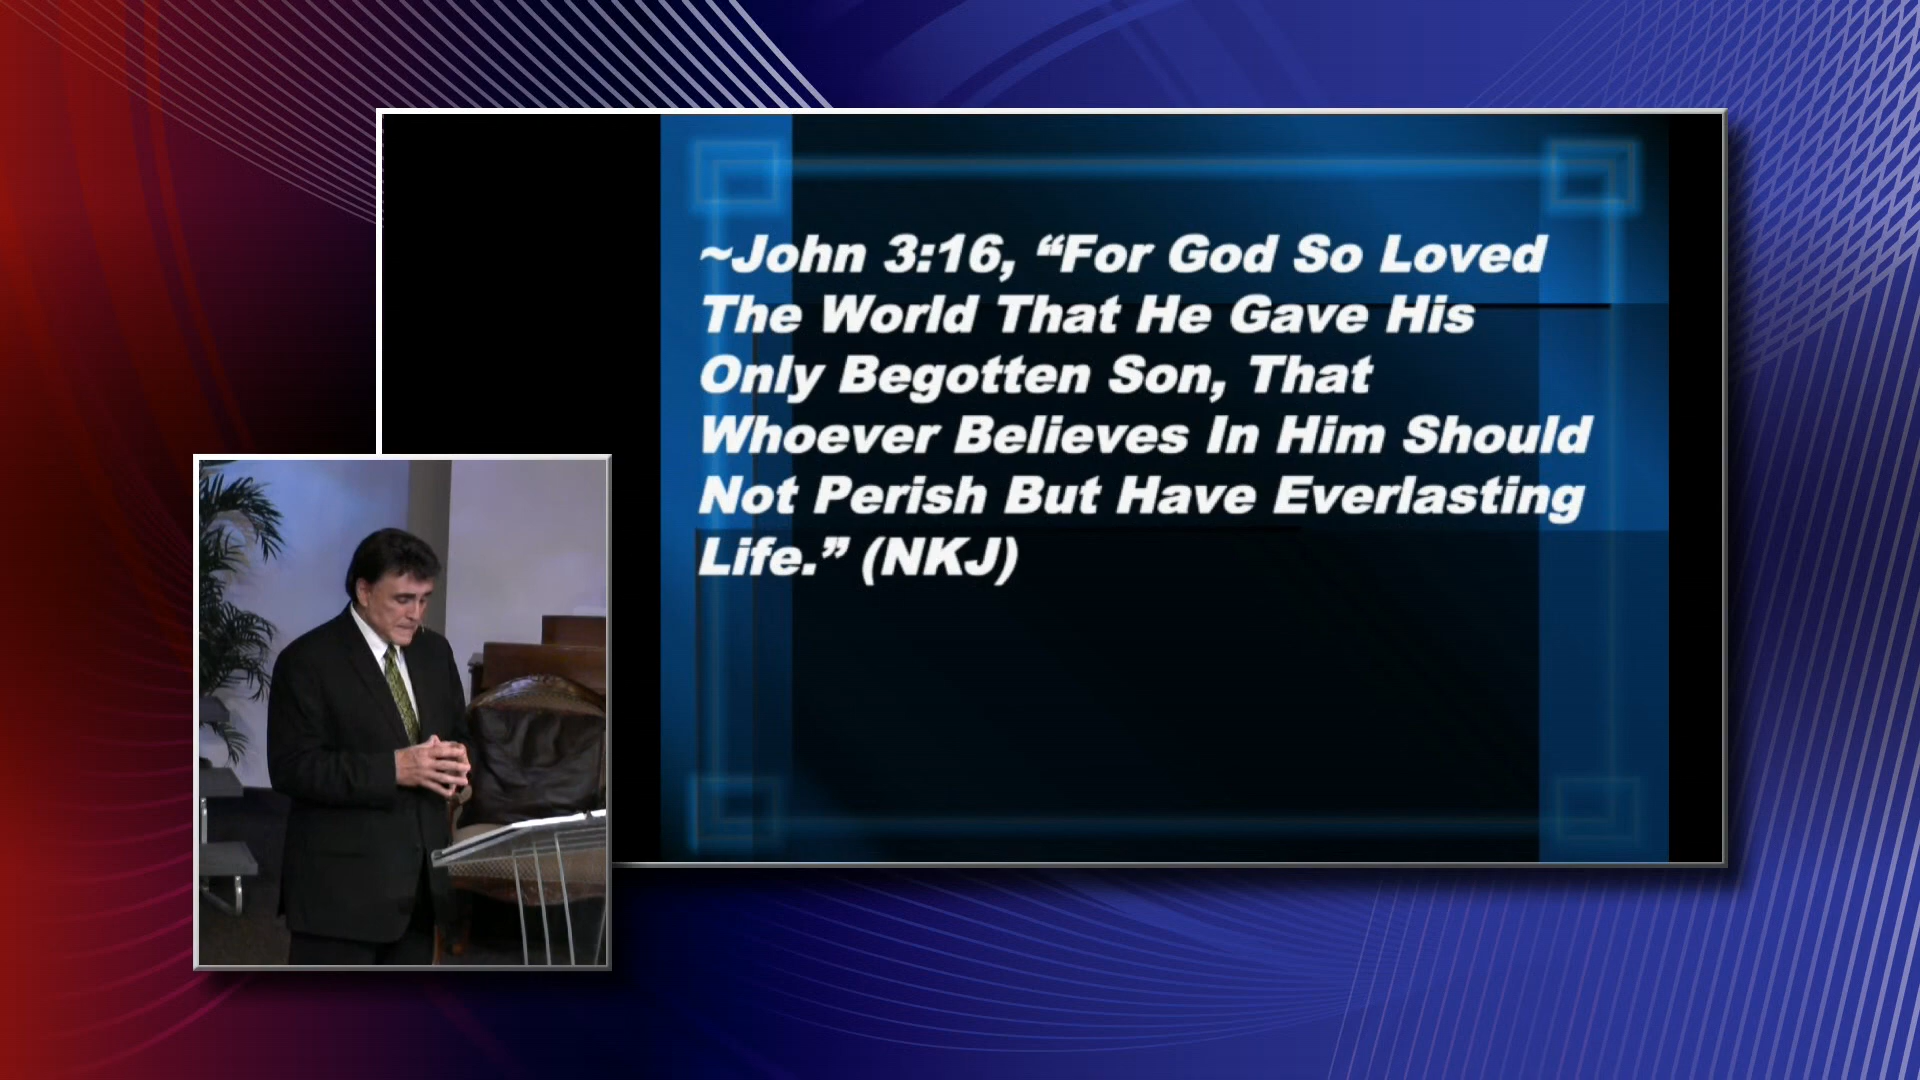 ~John 3:16, “For God So Loved
The World That He Gave His
Only Begotten Son, That
Whoever Believes In Him Should
Not Perish But Have Everlasting
Life.” (NKJ)